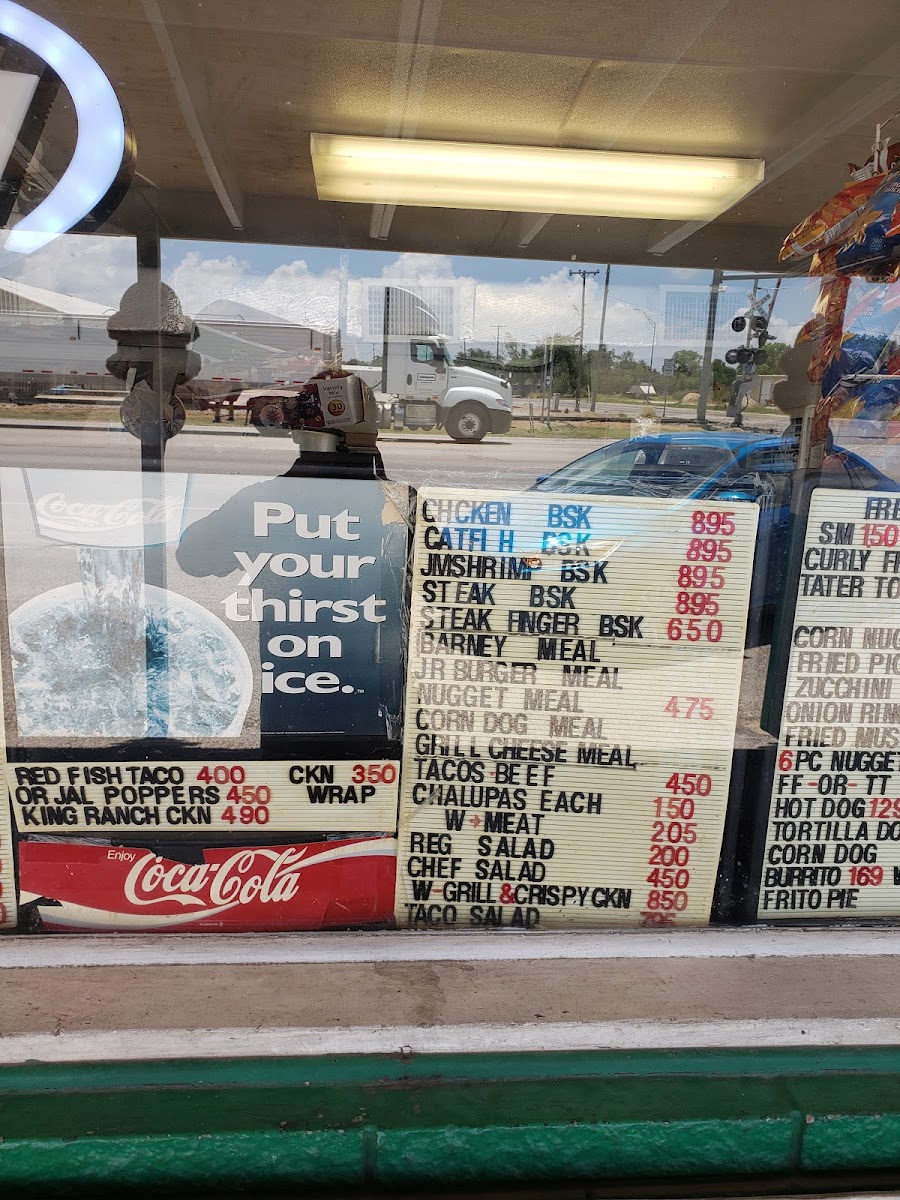 Variety
30
Coca-Cola
Put
your
thirst
on
ice.
RED FISH TACO 400 CKN 350
OR JAL POPPERS 450 WRAP
KING RANCH CKN 490
Enjoy
Coca-Cola
CHCKEN BSK 895
CATFI H BSK 895
JMSHRIMP BSK 895
STEAK BSK 895
STEAK FINGER BSK 650
BARNEY MEAL
JR BURGER MEAL
NUGGET MEAL 475
CORN DOG MEAL
GRILL CHEESE MEAL
TACOS-BEEF 450
CHALUPAS EACH 150
W→MEAT 205
REG SALAD 200
CHEF SALAD 450
W-GRILL&CRISPY CKN 850
TACO SALAD
FRE
SM 150
CURLY F
TATER TO
CORN NUG
FRIED PIC
ZUCCHINI
ONION RIN
FRIED MUS
6PC NUGGET
FF-OR-TT
HOT DOG 129
TORTILLA DO
CORN DOG
BURRITO 169 W
FRITO PIE